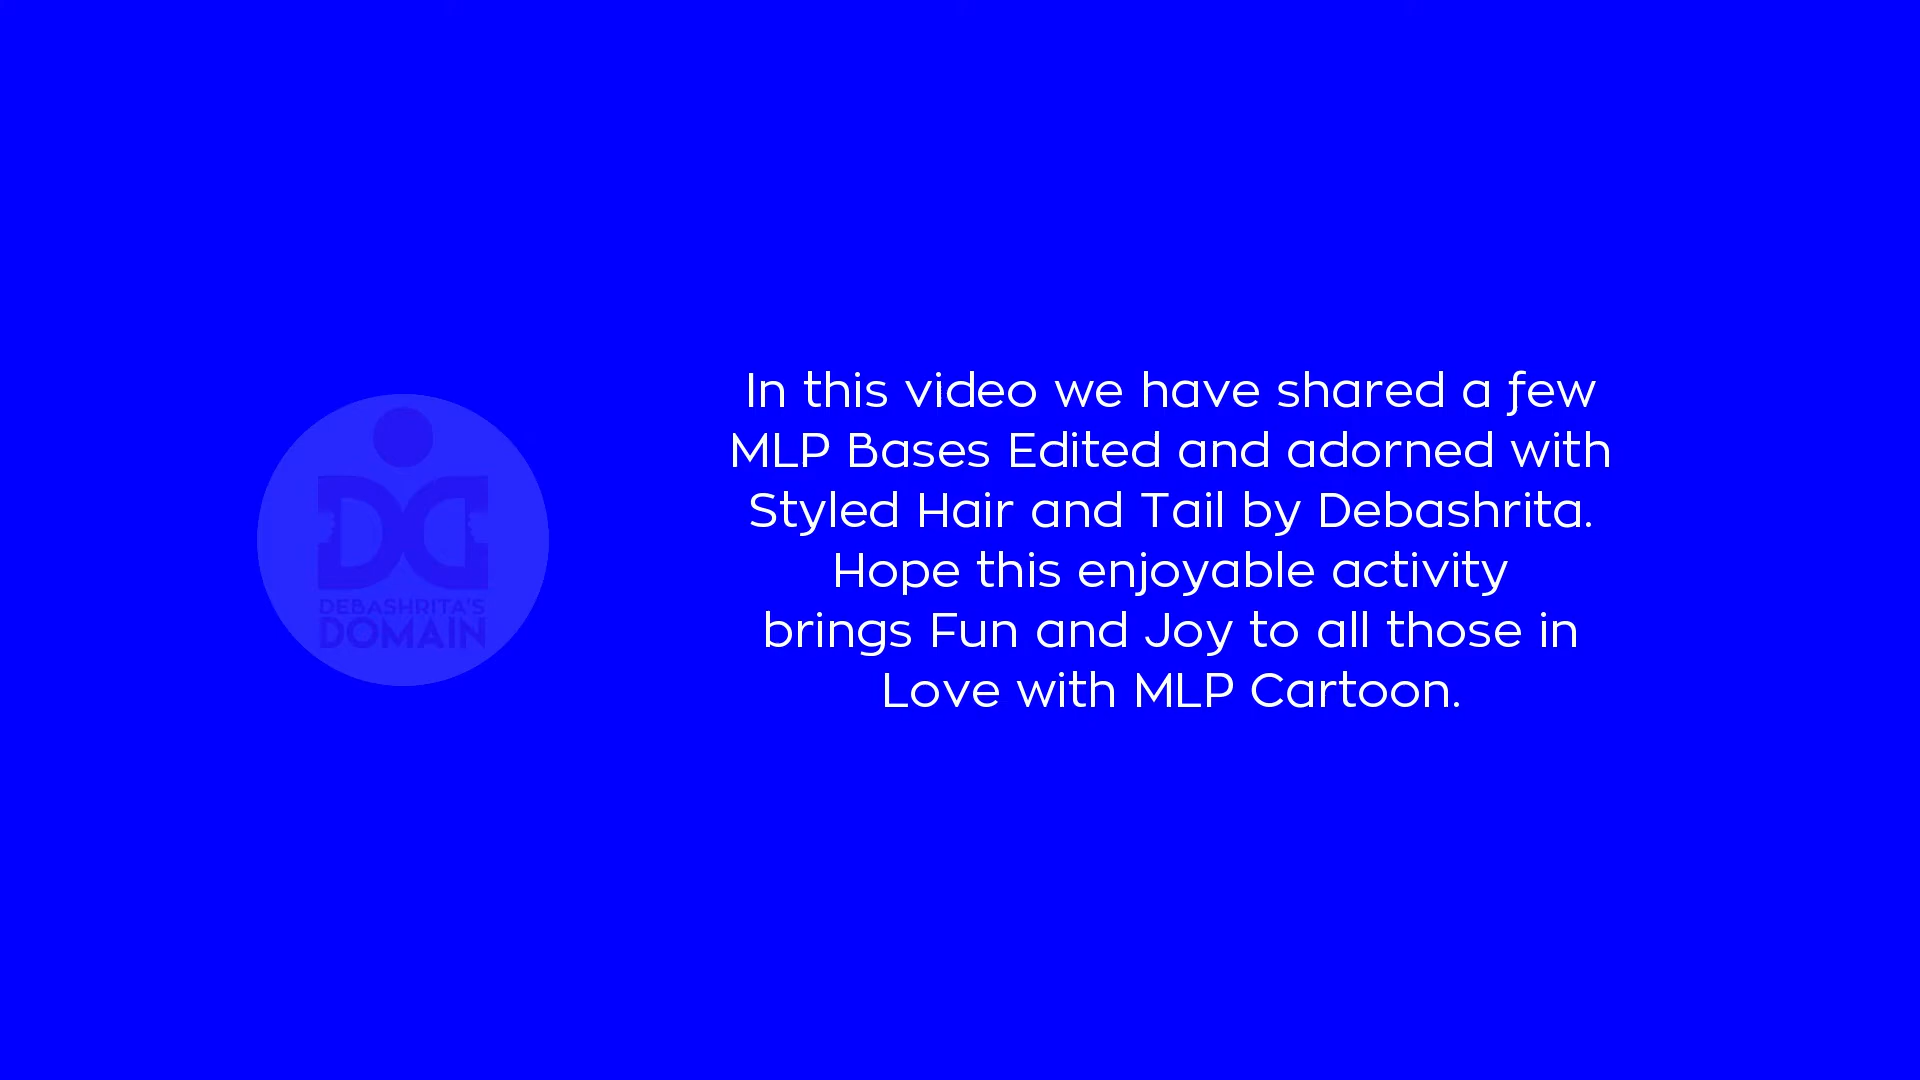 DEBASHRITA'S
DOMAIN
In this video we have shared a few
MLP Bases Edited and adorned with
Styled Hair and Tail by Debashrita.
Hope this enjoyable activity
brings Fun and Joy to all those in
Love with MLP Cartoon.